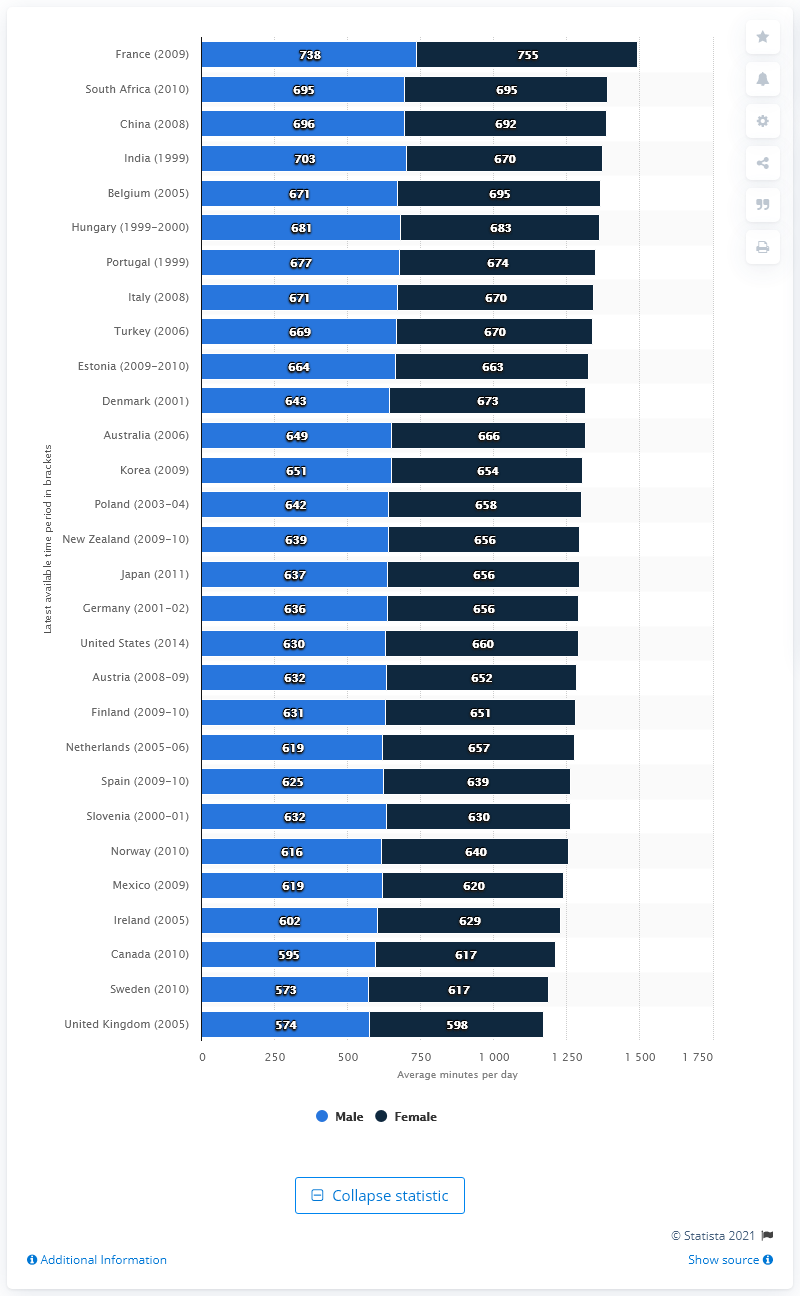 France (2009) 738 755
South Africa (2010) 695 695
China (2008) 696 692
India (1999) 703 670
Belgium (2005) 671 695
Hungary (1999-2000) 681 683
Portugal (1999) 677 674
Italy (2008) 671 670
Turkey (2006) 669 670
Estonia (2009-2010) 664 663
Denmark (2001) 643 673
Australia (2006) 649 666
Korea (2009) 651 654
Poland (2003-04) 642 658
New Zealand (2009-10) 639 656
Japan (2011) 637 656
Germany (2001-02) 636 656
United States (2014) 630 660
Austria (2008-09) 632 652
Finland (2009-10) 631 651
Netherlands (2005-06) 619 657
Spain (2009-10) 625 639
Slovenia (2000-01) 632 630
Norway (2010) 616 640
Mexico (2009) 619 620
Ireland (2005) 602 629
Canada (2010) 595 617
Sweden (2010) 573 617
United Kingdom (2005) 574 598
Latest available time period in brackets
0 250 500 750 1 000 1 250 1 500 1 750
Average minutes per day
Male Female
Collapse statistic
© Statista 2021
Additional Information Show source